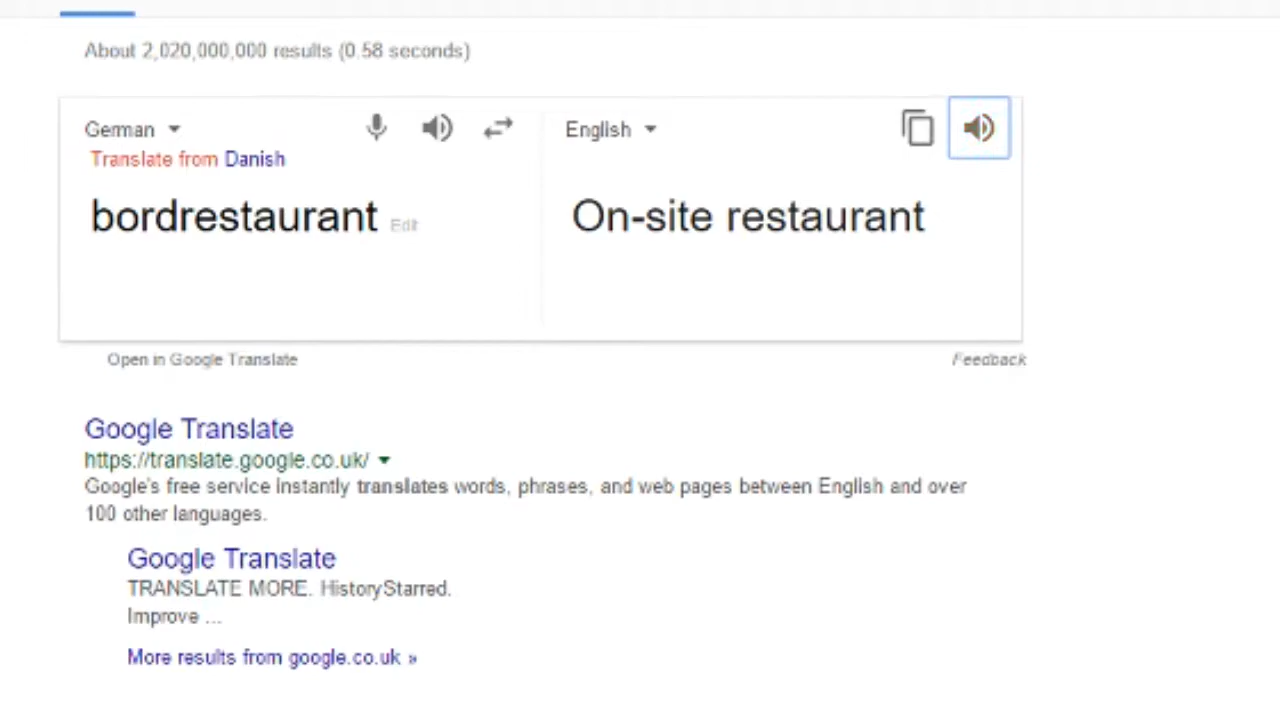 About 2,020,000,000 results (0.58 seconds)
German
English
Translate from Danish
bordrestaurant Edit
On-site restaurant
Open in Google Translate
Feedback
Google Translate
https://translate.google.co.uk/
Google's free service instantly translates words, phrases, and web pages between English and over
100 other languages.
Google Translate
TRANSLATE MORE. HistoryStarred.
Improve ...
More results from google.co.uk »